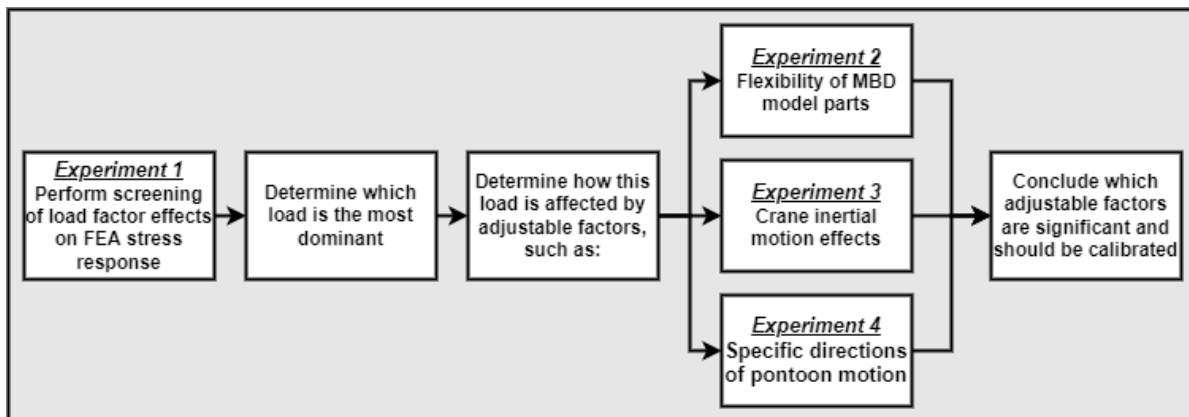 Experiment 1
Perform screening
of load factor effects
on FEA stress
response
Determine which
load is the most
dominant
Determine how this
load is affected by
adjustable factors,
such as:
Experiment 2
Flexibility of MBD
model parts
Experiment 3
Crane inertial
motion effects
Experiment 4
Specific directions
of pontoon motion
Conclude which
adjustable factors
are significant and
should be calibrated